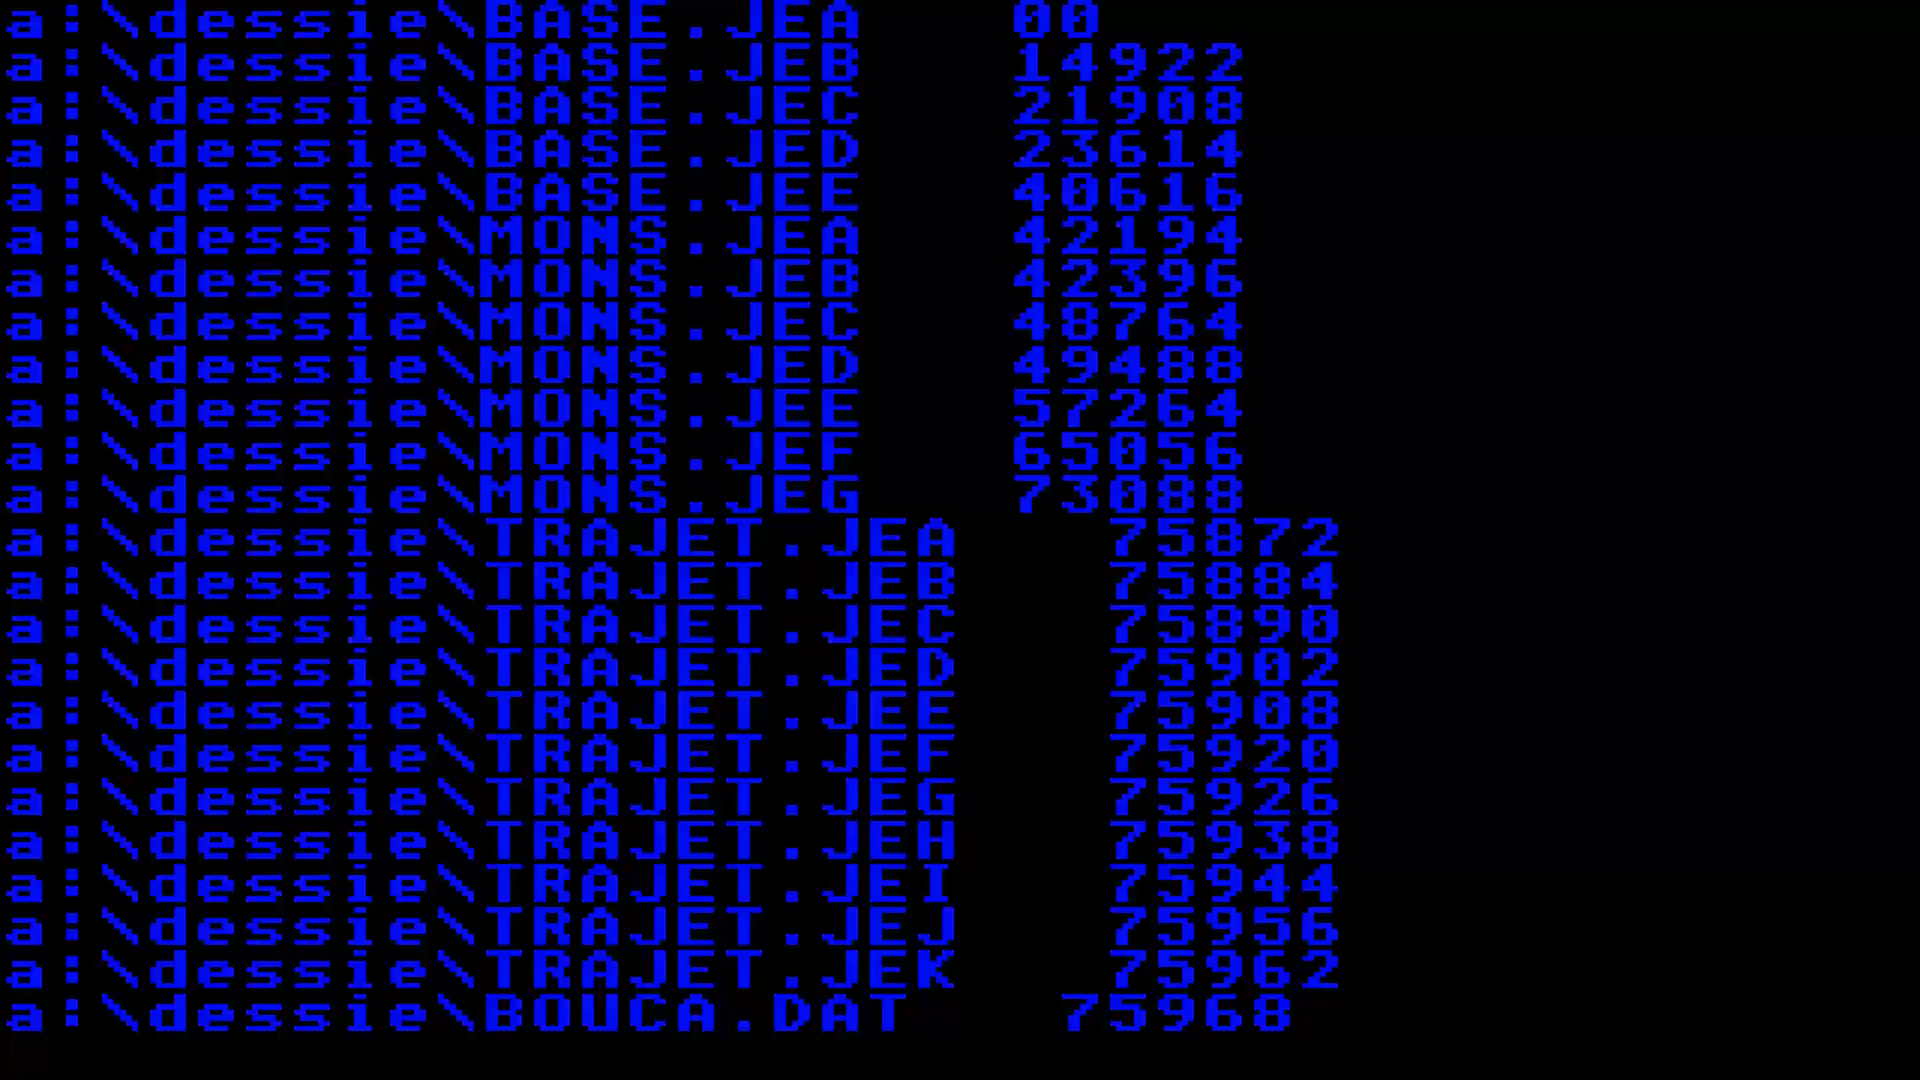 a:\dessie\BASE.JEA 00
a:\dessie\BASE.JEB 14922
a:\dessie\BASE.JEC 21908
a:\dessie\BASE.JED 23614
a:\dessie\BASE.JEE 40616
a:\dessie\MONS.JEA 42194
a:\dessie\MONS.JEB 42396
a:\dessie\MONS.JEC 48764
a:\dessie\MONS.JED 49488
a:\dessie\MONS.JEE 57264
a:\dessie\MONS.JEF 65056
a:\dessie\MONS.JEG 73088
a:\dessie\TRAJET.JEA 75872
a:\dessie\TRAJET.JEB 75884
a:\dessie\TRAJET.JEC 75890
a:\dessie\TRAJET.JED 75902
a:\dessie\TRAJET.JEE 75908
a:\dessie\TRAJET.JEF 75920
a:\dessie\TRAJET.JEG 75926
a:\dessie\TRAJET.JEH 75938
a:\dessie\TRAJET.JEI 75944
a:\dessie\TRAJET.JEJ 75956
a:\dessie\TRAJET.JEK 75962
a:\dessie\BOUCA.DAT 75968